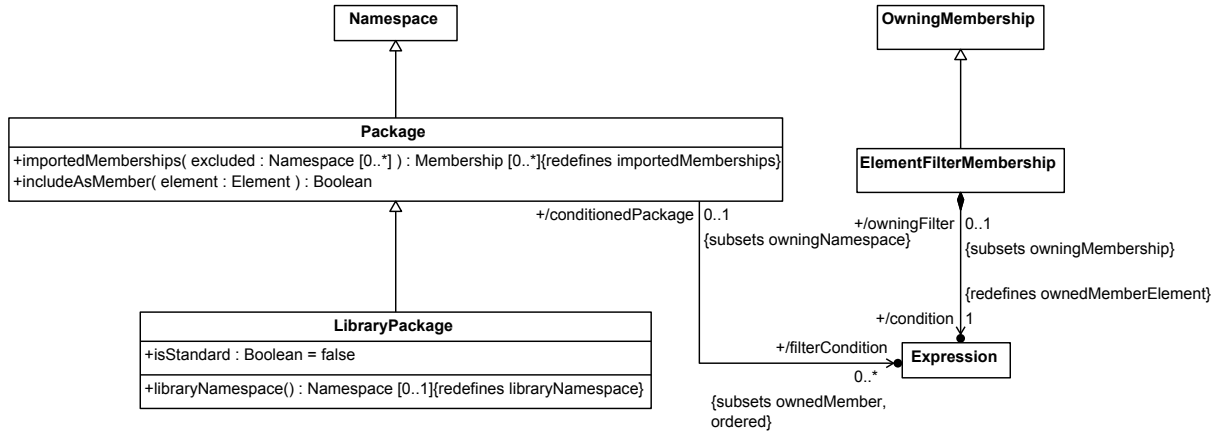 Namespace
OwningMembership
Package
+importedMemberships( excluded : Namespace [0..*] ) : Membership [0..*]{redefines importedMemberships}
+includeAsMember( element : Element ) : Boolean
ElementFilterMembership
+/conditionedPackage 0..1
{subsets owningNamespace}
+/owningFilter 0..1
{subsets owningMembership}
{redefines ownedMemberElement}
+/condition 1
LibraryPackage
+isStandard : Boolean = false
+libraryNamespace() : Namespace [0..1]{redefines libraryNamespace}
+/filterCondition
0..*
{subsets ownedMember,
ordered}
Expression